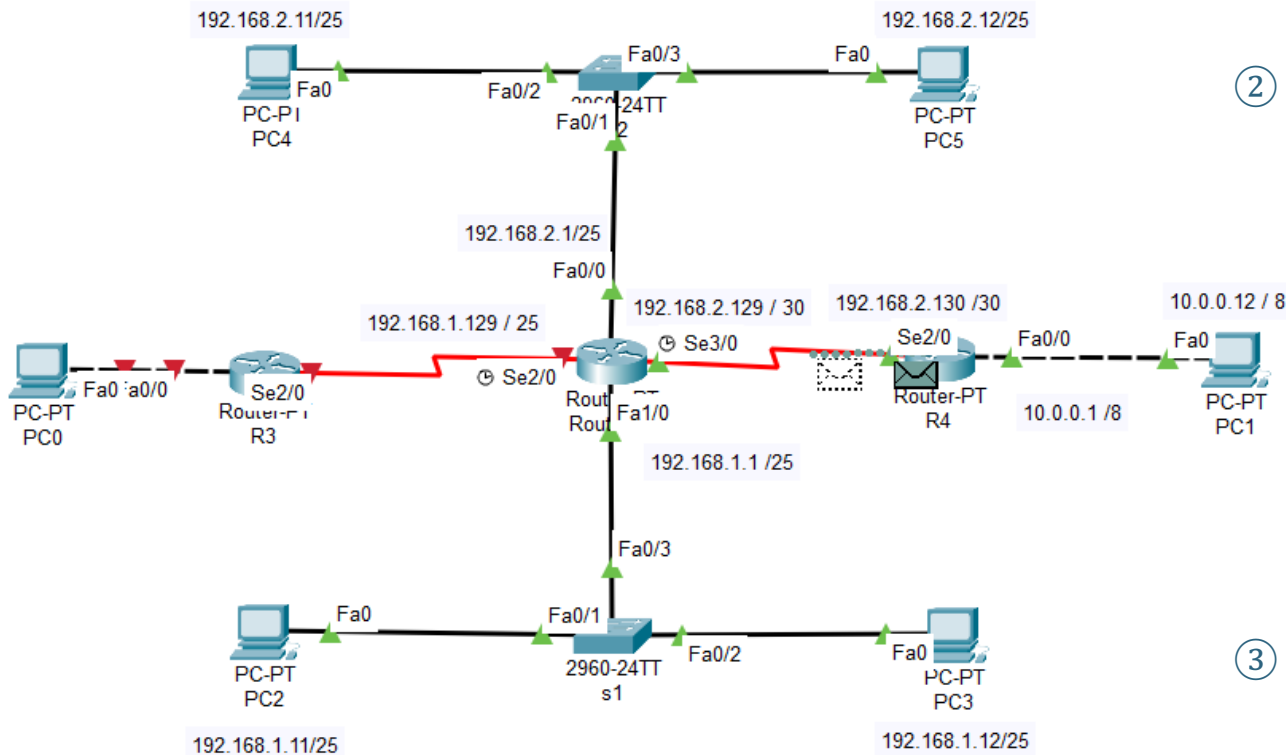 192.168.2.11/25
192.168.2.12/25
Fa0/3
Fa0
Fa0
Fa0/2
②
PC4
Fa0/1
PC-PT
PC5
192.168.2.1/25
Fa0/0
192.168.2.129 / 30
192.168.2.130 /30
10.0.0.12 / 8
192.168.1.129 / 25
Se3/0
Se2/0
Fa0/0
Fa0
Fa0
Se2/0
Se2/0
PC-PT
PC0
R3
Fa1/0
Router-PT
R4
10.0.0.1 /8
PC-PT
PC1
192.168.1.1 /25
Fa0/3
Fa0
Fa0/1
Fa0/2
Fa0
PC-PT
PC2
2960-24TT
s1
PC-PT
PC3
③
192.168.1.11/25
192.168.1.12/25